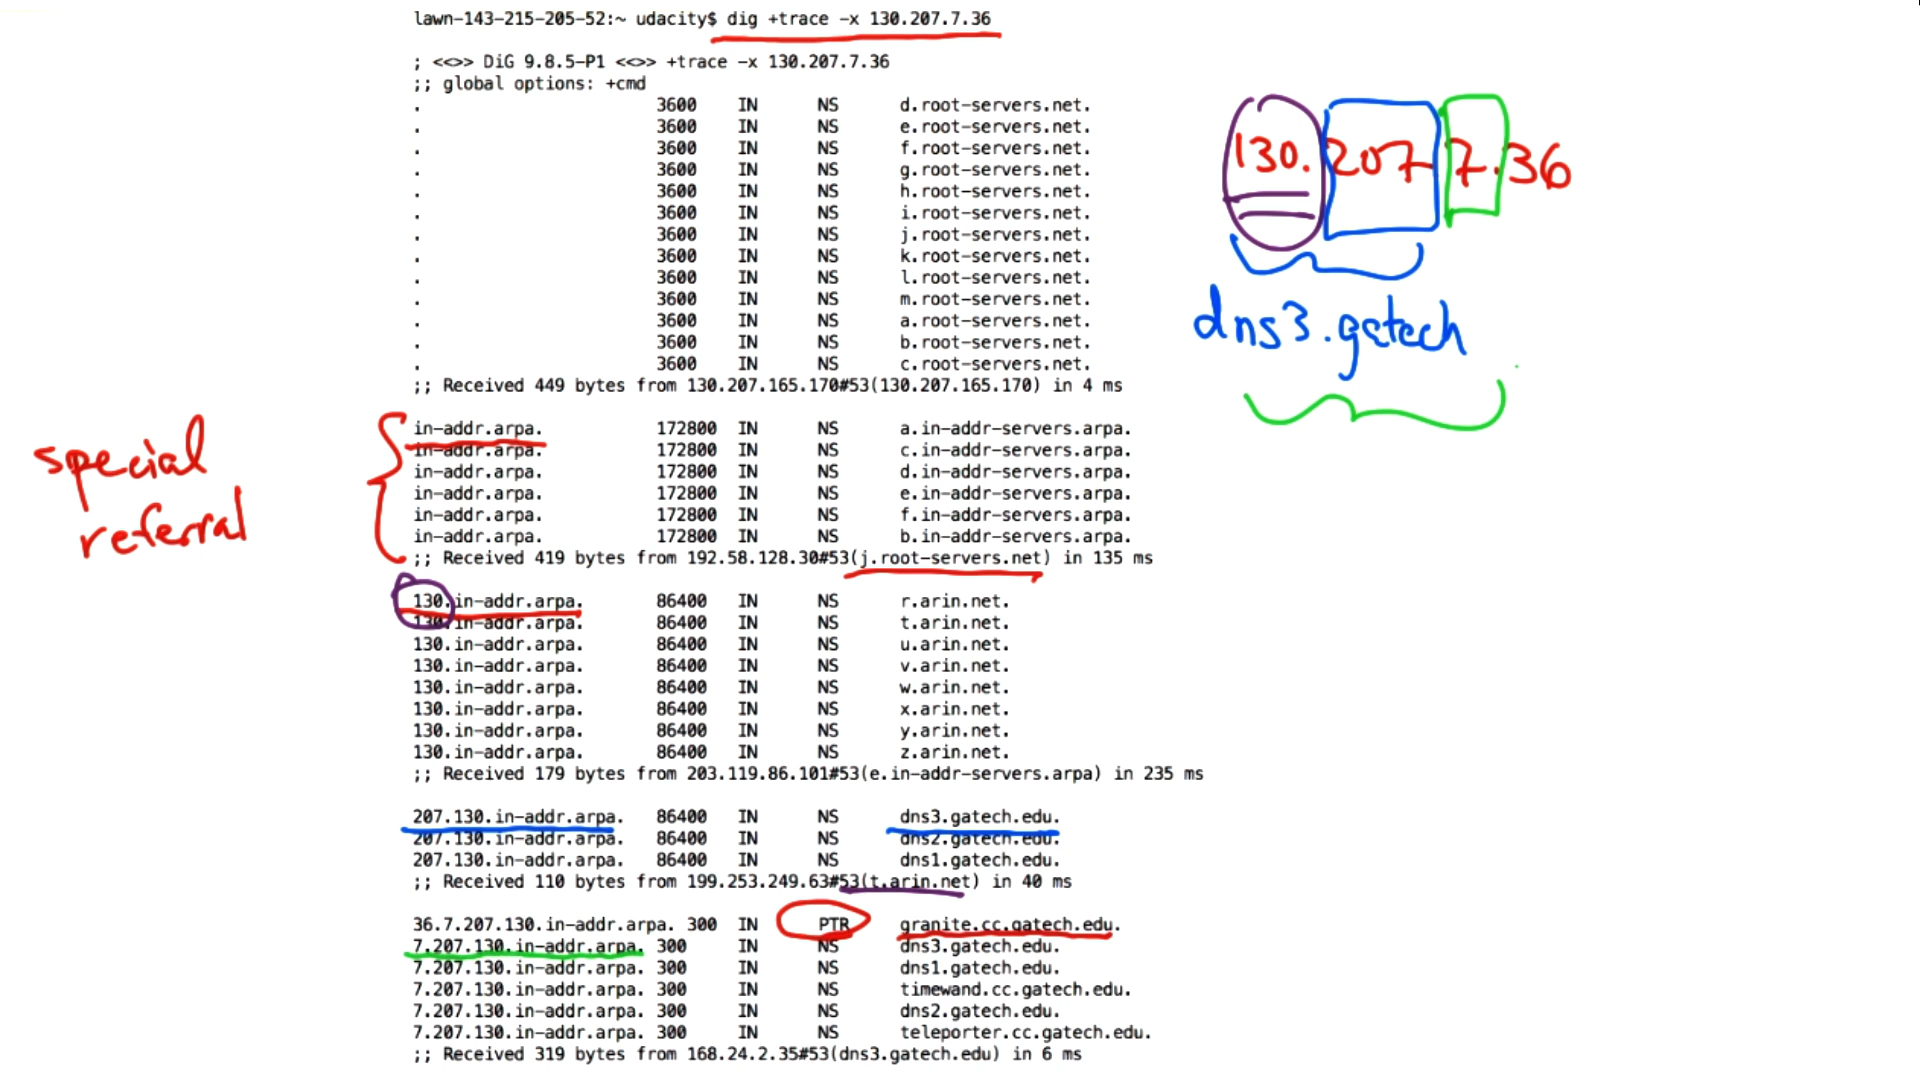 lawn-143-215-205-52:~ udacity$ dig +trace -x 130.207.7.36
; <<>> DiG 9.8.5-P1 <<>> +trace -x 130.207.7.36
;; global options: +cmd
. 3600 IN NS d.root-servers.net.
. 3600 IN NS e.root-servers.net.
. 3600 IN NS f.root-servers.net.
. 3600 IN NS g.root-servers.net.
. 3600 IN NS h.root-servers.net.
. 3600 IN NS i.root-servers.net.
. 3600 IN NS j.root-servers.net.
. 3600 IN NS k.root-servers.net.
. 3600 IN NS l.root-servers.net.
. 3600 IN NS m.root-servers.net.
. 3600 IN NS a.root-servers.net.
. 3600 IN NS b.root-servers.net.
. 3600 IN NS c.root-servers.net.
;; Received 449 bytes from 130.207.165.170#53(130.207.165.170) in 4 ms
in-addr.arpa. 172800 IN NS a.in-addr-servers.arpa.
in-addr.arpa. 172800 IN NS c.in-addr-servers.arpa.
in-addr.arpa. 172800 IN NS d.in-addr-servers.arpa.
in-addr.arpa. 172800 IN NS e.in-addr-servers.arpa.
in-addr.arpa. 172800 IN NS f.in-addr-servers.arpa.
in-addr.arpa. 172800 IN NS b.in-addr-servers.arpa.
;; Received 419 bytes from 192.58.128.30#53(j.root-servers.net) in 135 ms
130.in-addr.arpa. 86400 IN NS r.arin.net.
130.in-addr.arpa. 86400 IN NS t.arin.net.
130.in-addr.arpa. 86400 IN NS u.arin.net.
130.in-addr.arpa. 86400 IN NS v.arin.net.
130.in-addr.arpa. 86400 IN NS w.arin.net.
130.in-addr.arpa. 86400 IN NS x.arin.net.
130.in-addr.arpa. 86400 IN NS y.arin.net.
130.in-addr.arpa. 86400 IN NS z.arin.net.
;; Received 179 bytes from 203.119.86.101#53(e.in-addr-servers.arpa) in 235 ms
207.130.in-addr.arpa. 86400 IN NS dns3.gatech.edu.
207.130.in-addr.arpa. 86400 IN NS dns2.gatech.edu.
207.130.in-addr.arpa. 86400 IN NS dns1.gatech.edu.
;; Received 110 bytes from 199.253.249.63#53(t.arin.net) in 40 ms
36.7.207.130.in-addr.arpa. 300 IN PTR granite.cc.gatech.edu.
7.207.130.in-addr.arpa. 300 IN NS dns3.gatech.edu.
7.207.130.in-addr.arpa. 300 IN NS dns1.gatech.edu.
7.207.130.in-addr.arpa. 300 IN NS timewand.cc.gatech.edu.
7.207.130.in-addr.arpa. 300 IN NS dns2.gatech.edu.
7.207.130.in-addr.arpa. 300 IN NS teleporter.cc.gatech.edu.
;; Received 319 bytes from 168.24.2.35#53(dns3.gatech.edu) in 6 ms
special
referral
130.207 7.36
dns3.gatech